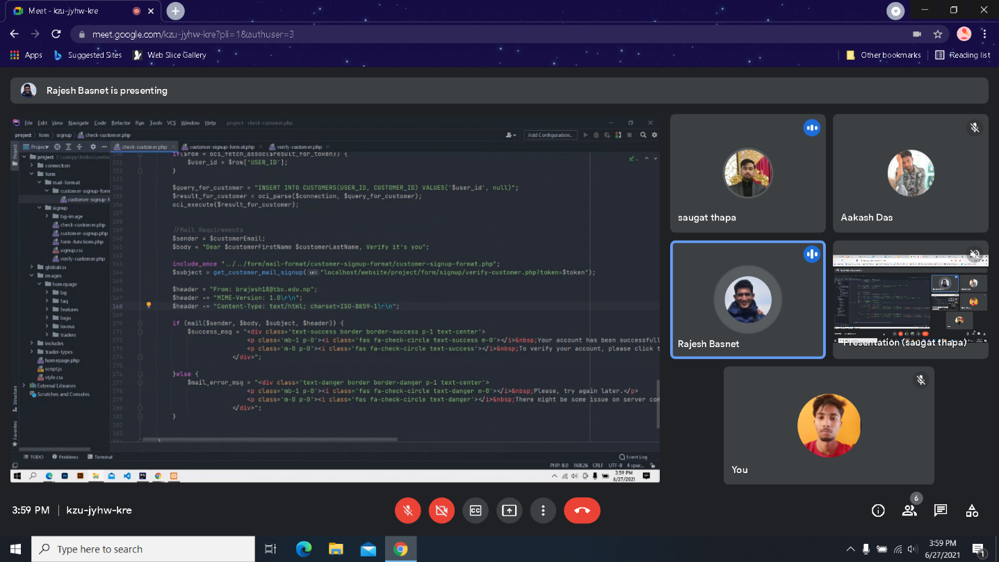 Meet - kzu-jyhw-kre
meet.google.com/kzu-jyhw-kre?pli=1&authuser=3
Apps Suggested Sites Web Slice Gallery Other bookmarks Reading list
Rajesh Basnet is presenting
File Edit View Navigate Code Refactor Run Tools VCS Window Help project - check-customer.php
project form signup check-customer.php Add Configuration...
Project check-customer.php customer-signup-format.php verify-customer.php
project
connection
form
mail-format
customer-signup-form
customer-signup-f
signup
bg-image
check-customer.php
customer-signup.php
form-functions.php
signup.css
verify-customer.php
globalcss
images
homepage
bg
faq
features
logo
loveus
traders
includes
trader-types
homepage.php
script.js
style.css
External Libraries
Scratches and Consoles
Structure
Favorites
if($row = oci_fetch_assoc($result_for_token)) {
151 $user_id = $row['USER_ID'];
152 }
153
154 $query_for_customer = "INSERT INTO CUSTOMERS(USER_ID, CUSTOMER_ID) VALUES('$user_id', null)";
155 $result_for_customer = oci_parse($connection, $query_for_customer);
156 oci_execute($result_for_customer);
157
158
159 //Mail Requirements
160 $sender = $customerEmail;
161 $body = "Dear $customerFirstName $customerLastName, Verify it's you";
162
163 include_once "../../form/mail-format/customer-signup-format/customer-signup-format.php";
164 $subject = get_customer_mail_signup( url: "localhost/website/project/form/signup/verify-customer.php?token=$token");
165
166 $header = "From: brajesh18@tbc.edu.np";
167 $header .= "MIME-Version: 1.0\r\n";
168 $header .= "Content-Type: text/html; charset=ISO-8859-1\r\n";
169
170 if (mail($sender, $body, $subject, $header)) {
171 $success_msg = "<div class='text-success border border-success p-1 text-center'>
172 <p class='mb-1 p-0'><i class='fas fa-check-circle text-success m-0'></i>&nbsp;Your account has been successfull
173 <p class='m-0 p-0'><i class='fas fa-check-circle text-success'></i>&nbsp;To verify your account, please click t
174 </div>";
175
176 }else {
177 $mail_error_msg = "<div class='text-danger border border-danger p-1 text-center'>
178 <p class='mb-1 p-0'><i class='fas fa-check-circle text-danger m-0'></i>&nbsp;Please, try again later.</p>
179 <p class='m-0 p-0'><i class='fas fa-check-circle text-danger'></i>&nbsp;There might be some issue on server con
180 </div>";
181 }
182
183
TODO Problems Terminal Event Log
PHP: 8.0 168:26 CRLF UTF-8 4 spac..
3:59 PM
6/27/2021
saugat thapa
Aakash Das
Rajesh Basnet
Presentation (saugat thapa)
You
3:59 PM | kzu-jyhw-kre
CC
6
Type here to search
3:59 PM
6/27/2021
1